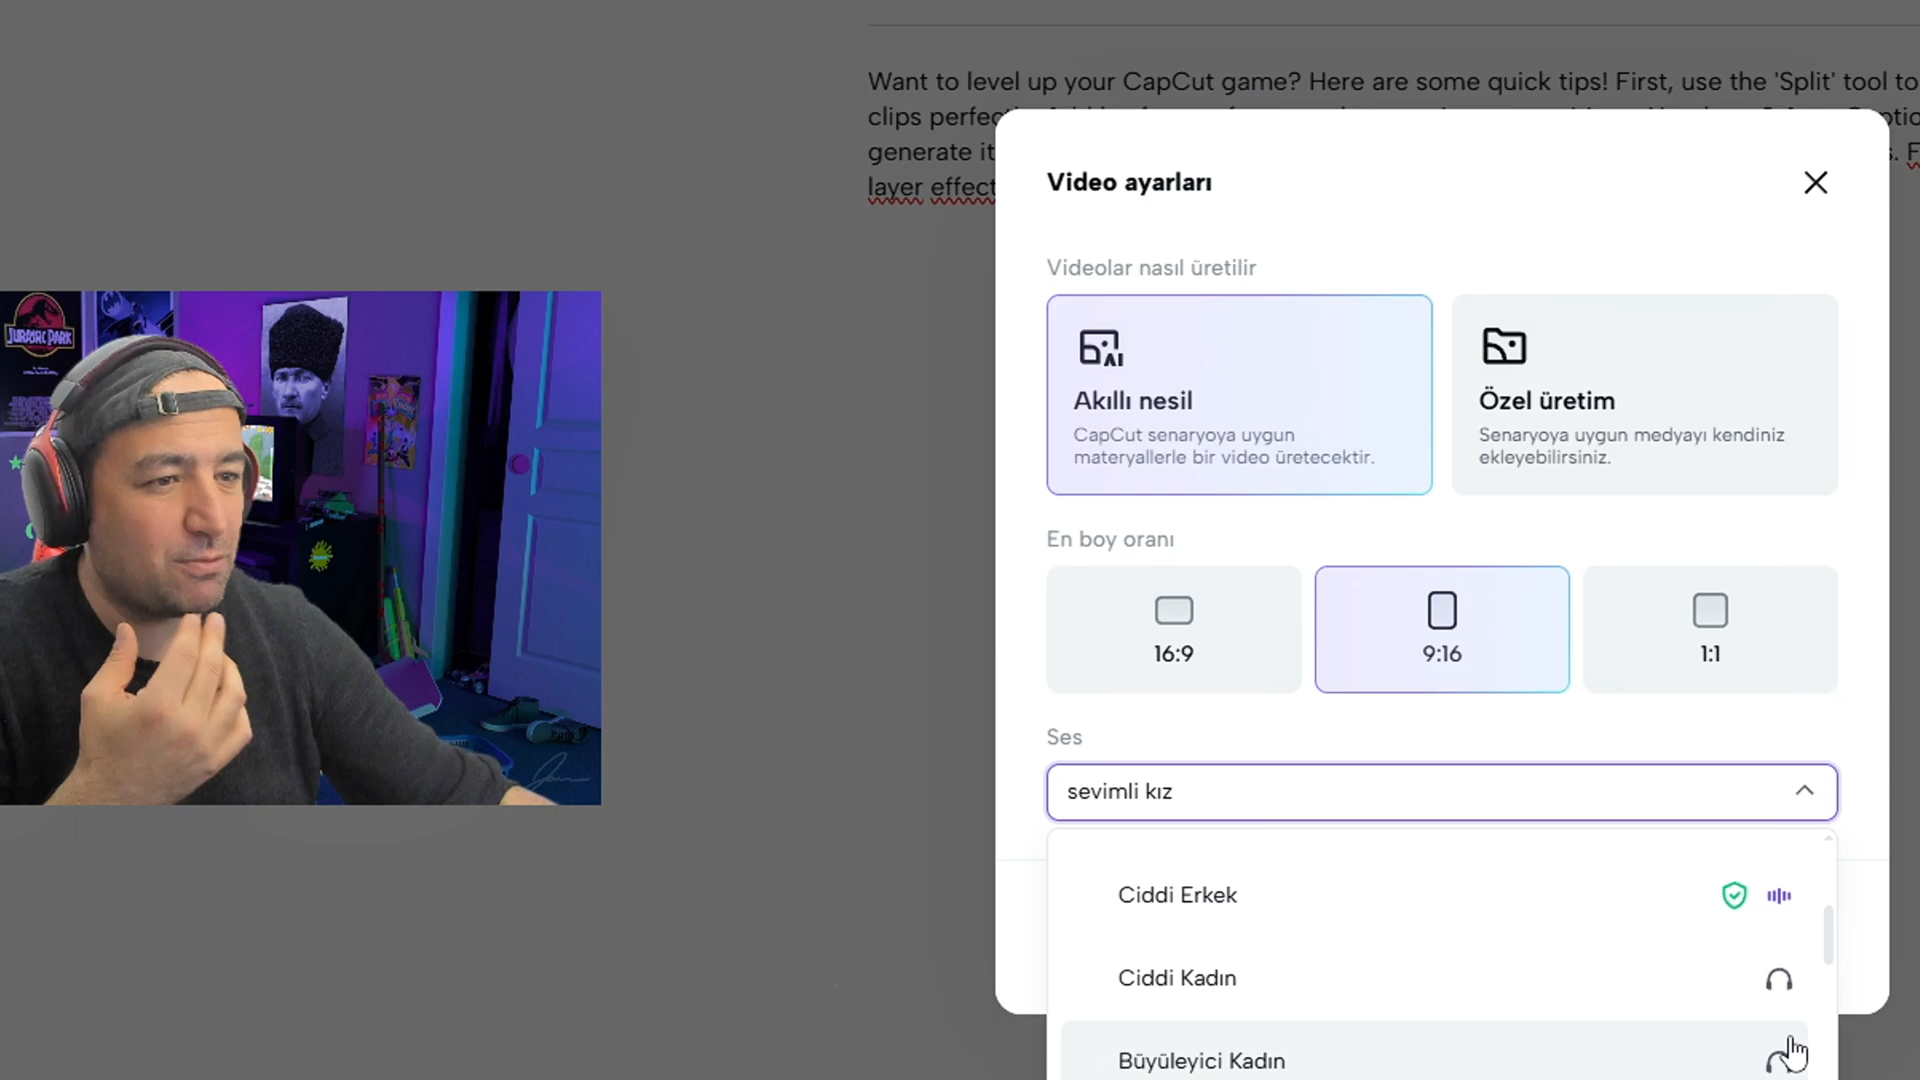 Want to level up your CapCut game? Here are some quick tips! First, use the 'Split' tool to
clips
generate it
layer effect
Video ayarları
Videolar nasıl üretilir
AI
Akıllı nesil
CapCut senaryoya uygun
materyallerle bir video üretecektir.
Özel üretim
Senaryoya uygun medyayı kendiniz
ekleyebilirsiniz.
En boy oranı
16:9
9:16
1:1
Ses
sevimli kız
Ciddi Erkek
Ciddi Kadın
Büyüleyici Kadın
JURASSIC PARK